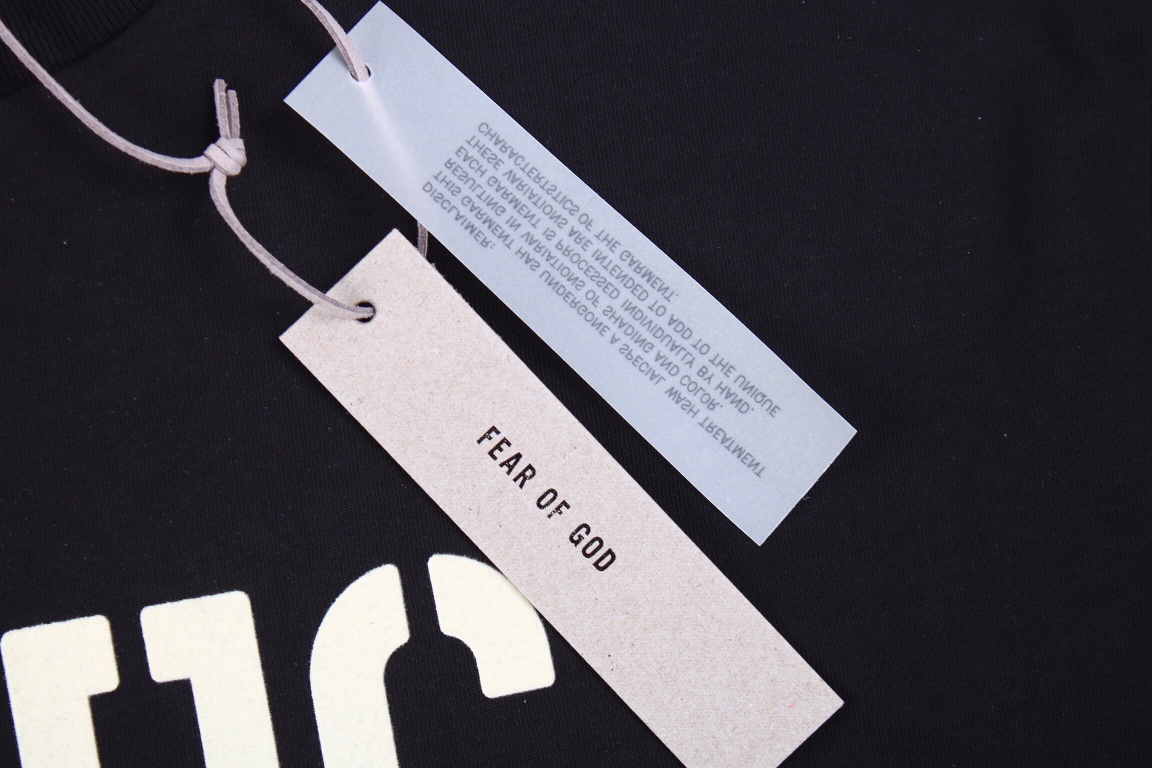 DISCLAIMER:
THIS GARMENT HAS UNDERGONE A SPECIAL WASH TREATMENT
RESULTING IN VARIATIONS OF SHADING AND COLOR.
EACH GARMENT IS PROCESSED INDIVIDUALLY BY HAND.
THESE VARIATIONS ARE INTENDED TO ADD TO THE UNIQUE
CHARACTERTSTICS OF THE GARMENT.
FEAR OF GOD